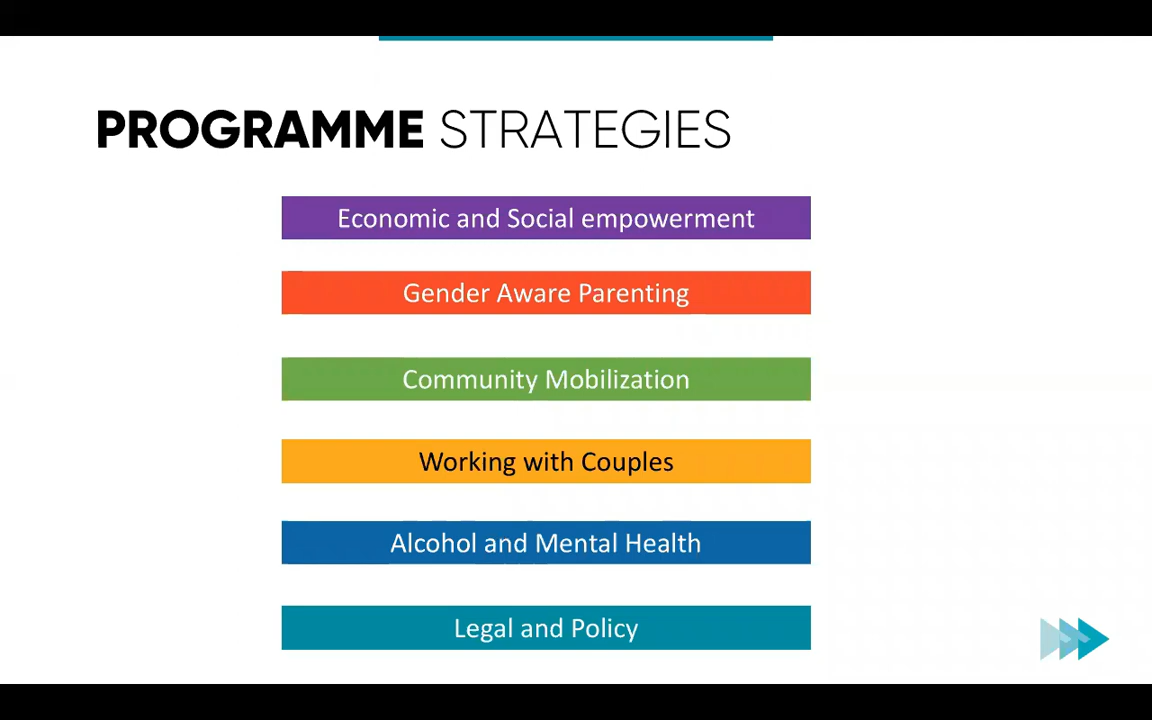 PROGRAMME STRATEGIES
Economic and Social empowerment
Gender Aware Parenting
Community Mobilization
Working with Couples
Alcohol and Mental Health
Legal and Policy